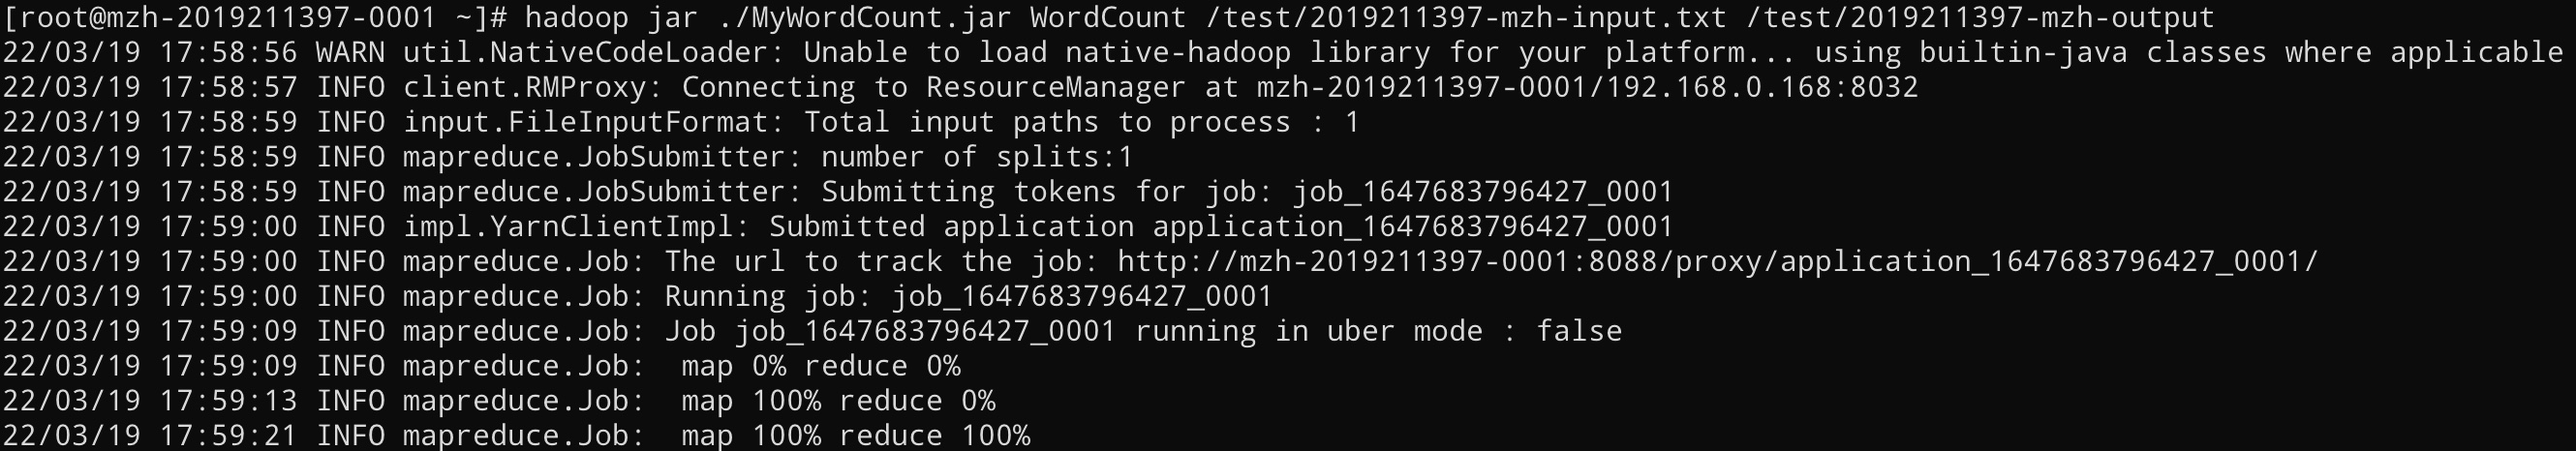 [root@mzh-2019211397-0001 ~]# hadoop jar ./MyWordCount.jar WordCount /test/2019211397-mzh-input.txt /test/2019211397-mzh-output
22/03/19 17:58:56 WARN util.NativeCodeLoader: Unable to load native-hadoop library for your platform... using builtin-java classes where applicable
22/03/19 17:58:57 INFO client.RMProxy: Connecting to ResourceManager at mzh-2019211397-0001/192.168.0.168:8032
22/03/19 17:58:59 INFO input.FileInputFormat: Total input paths to process : 1
22/03/19 17:58:59 INFO mapreduce.JobSubmitter: number of splits:1
22/03/19 17:58:59 INFO mapreduce.JobSubmitter: Submitting tokens for job: job_1647683796427_0001
22/03/19 17:59:00 INFO impl.YarnClientImpl: Submitted application application_1647683796427_0001
22/03/19 17:59:00 INFO mapreduce.Job: The url to track the job: http://mzh-2019211397-0001:8088/proxy/application_1647683796427_0001/
22/03/19 17:59:00 INFO mapreduce.Job: Running job: job_1647683796427_0001
22/03/19 17:59:09 INFO mapreduce.Job: Job job_1647683796427_0001 running in uber mode : false
22/03/19 17:59:09 INFO mapreduce.Job:  map 0% reduce 0%
22/03/19 17:59:13 INFO mapreduce.Job:  map 100% reduce 0%
22/03/19 17:59:21 INFO mapreduce.Job:  map 100% reduce 100%